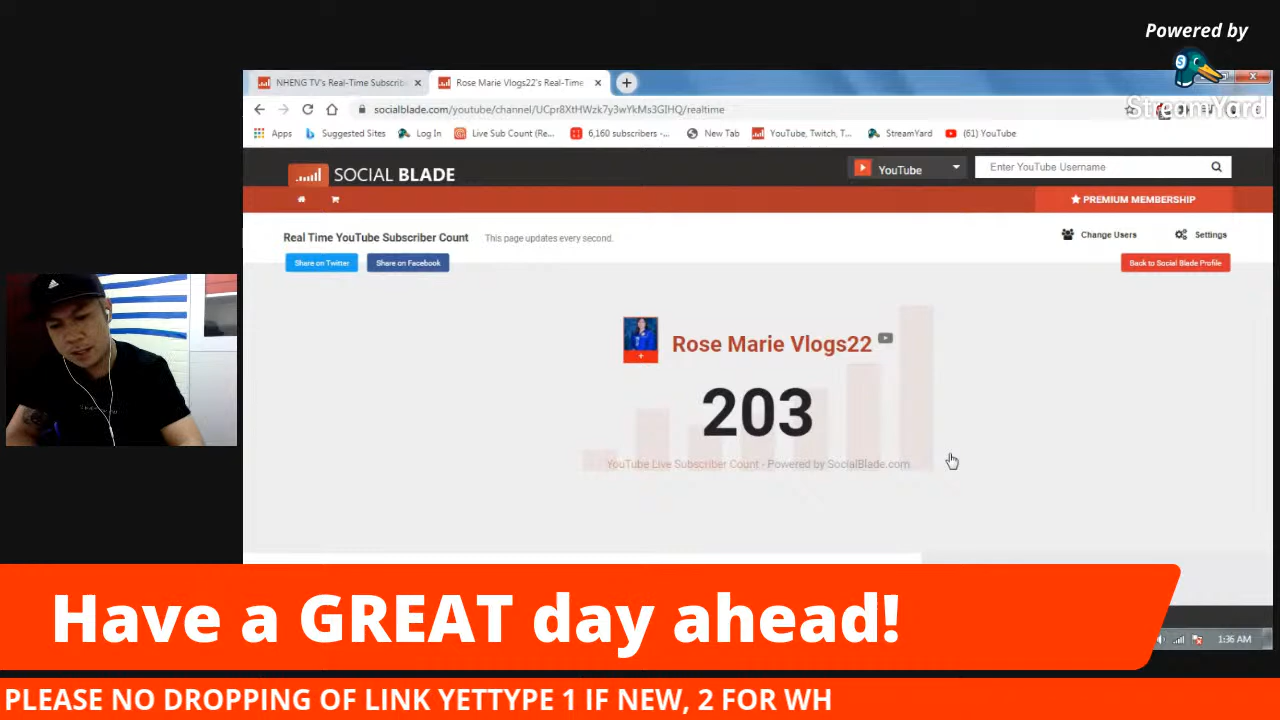 Powered by
StreamYard
NHENG TV's Real-Time Subscrib
Rose Marie Vlogs22's Real-Time
socialblade.com/youtube/channel/UCpr8XtHWzk7y3wYkMs3GIHQ/realtime
Apps
Suggested Sites
Log In
Live Sub Count (Re...
6,160 subscribers -...
New Tab
YouTube, Twitch, T...
StreamYard
(61) YouTube
SOCIAL BLADE
YouTube
Enter YouTube Username
PREMIUM MEMBERSHIP
Real Time YouTube Subscriber Count
This page updates every second.
Change Users
Settings
Share on Twitter
Share on Facebook
Back to Social Blade Profile
Rose Marie Vlogs22
203
YouTube Live Subscriber Count - Powered by SocialBlade.com
1:36 AM
Have a GREAT day ahead!
PLEASE NO DROPPING OF LINK YETTYPE 1 IF NEW, 2 FOR WH